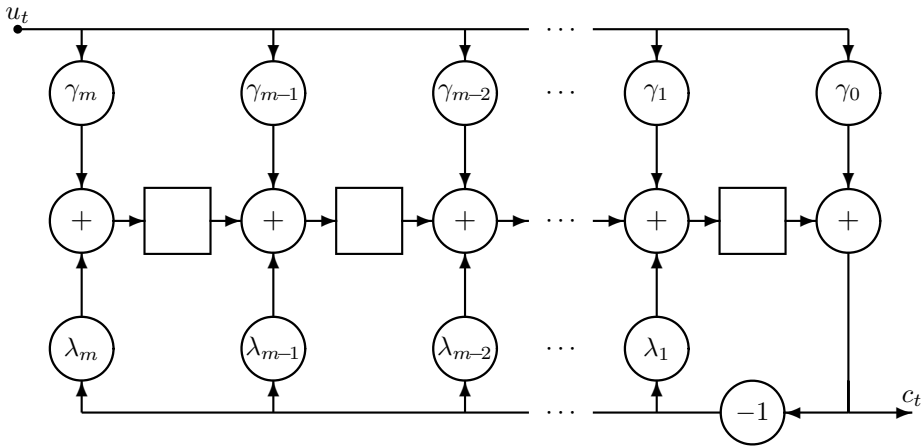 u_t
⋯
γ_m γ_{m−1} γ_{m−2} ⋯ γ_1 γ_0
+ + + ⋯ + +
λ_m λ_{m−1} λ_{m−2} ⋯ λ_1
⋯ −1 c_t